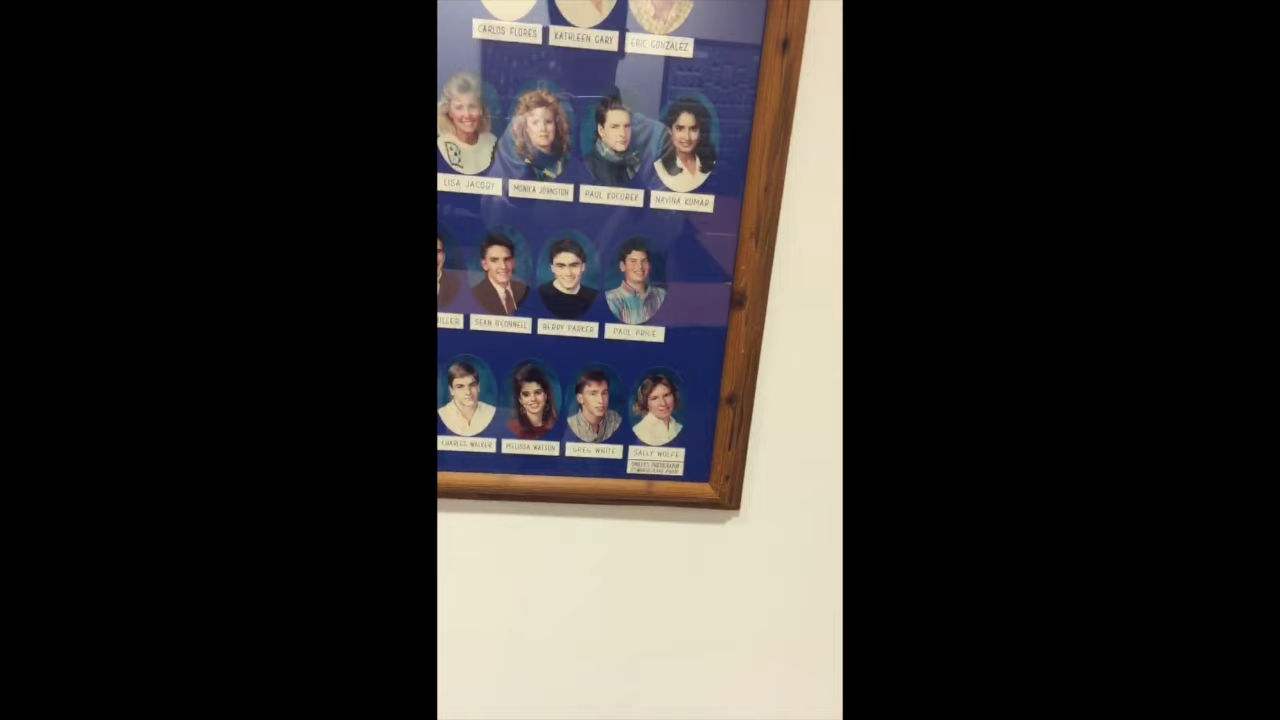 CARLOS FLORES
KATHLEEN GARY
ERIC GONZALEZ
LISA JACOBY
MONICA JOHNSTON
PAUL KOCUREK
NAVINA KUMAR
SEAN O'CONNELL
BERRY PARKER
PAUL PRICE
CHARLES WALKER
MELISSA WATSON
GREG WHITE
SALLY WOLFE